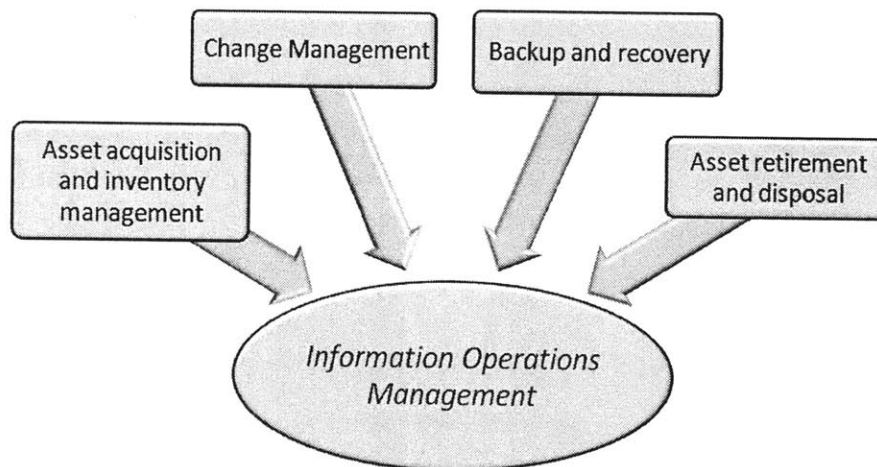 Change Management
Backup and recovery
Asset acquisition
and inventory
management
Asset retirement
and disposal
Information Operations
Management